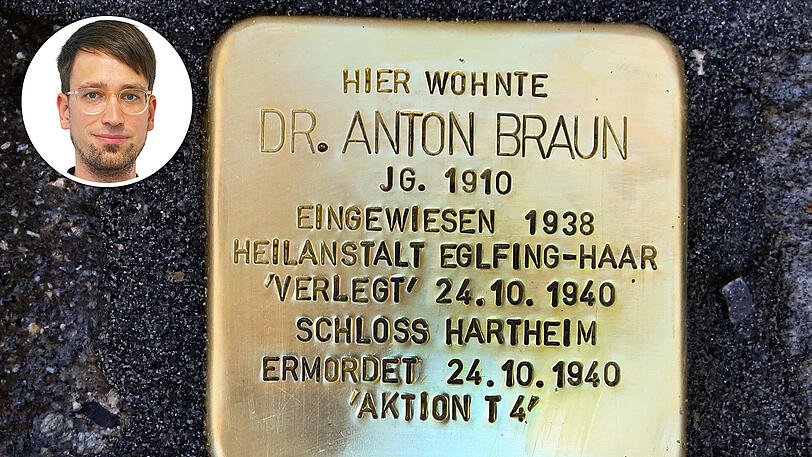 HIER WOHNTE
DR. ANTON BRAUN
JG. 1910
EINGEWIESEN 1938
HEILANSTALT EGLFING-HAAR
'VERLEGT' 24.10.1940
SCHLOSS HARTHEIM
ERMORDET 24.10.1940
'AKTION T4'